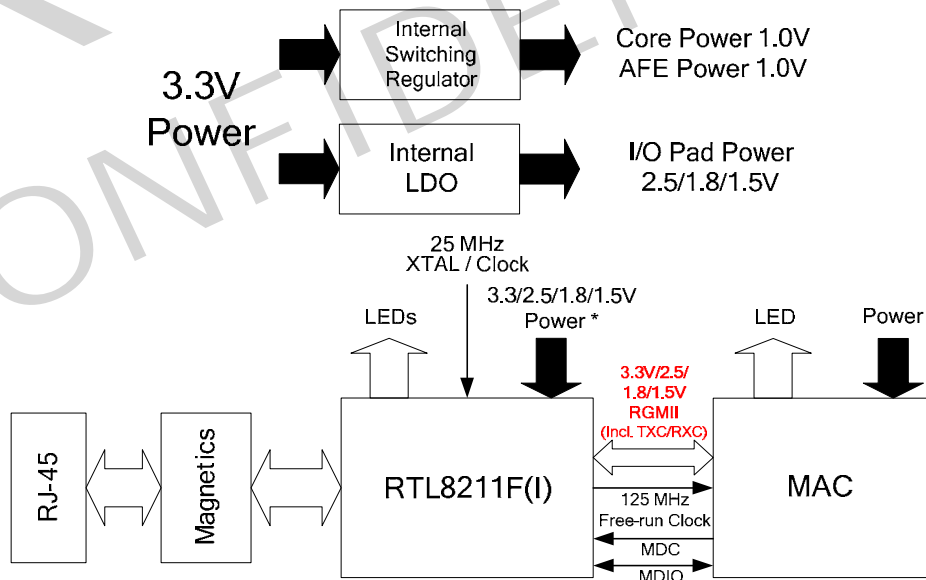 Internal
Switching
Regulator
Core Power 1.0V
AFE Power 1.0V
3.3V
Power
Internal
LDO
I/O Pad Power
2.5/1.8/1.5V
25 MHz
XTAL / Clock
3.3/2.5/1.8/1.5V
Power *
LEDs
LED
Power
3.3V/2.5/
1.8/1.5V
RGMII
(Incl. TXC/RXC)
RJ-45
Magnetics
RTL8211F(I)
MAC
125 MHz
Free-run Clock
MDC
MDIO
ONFIDE